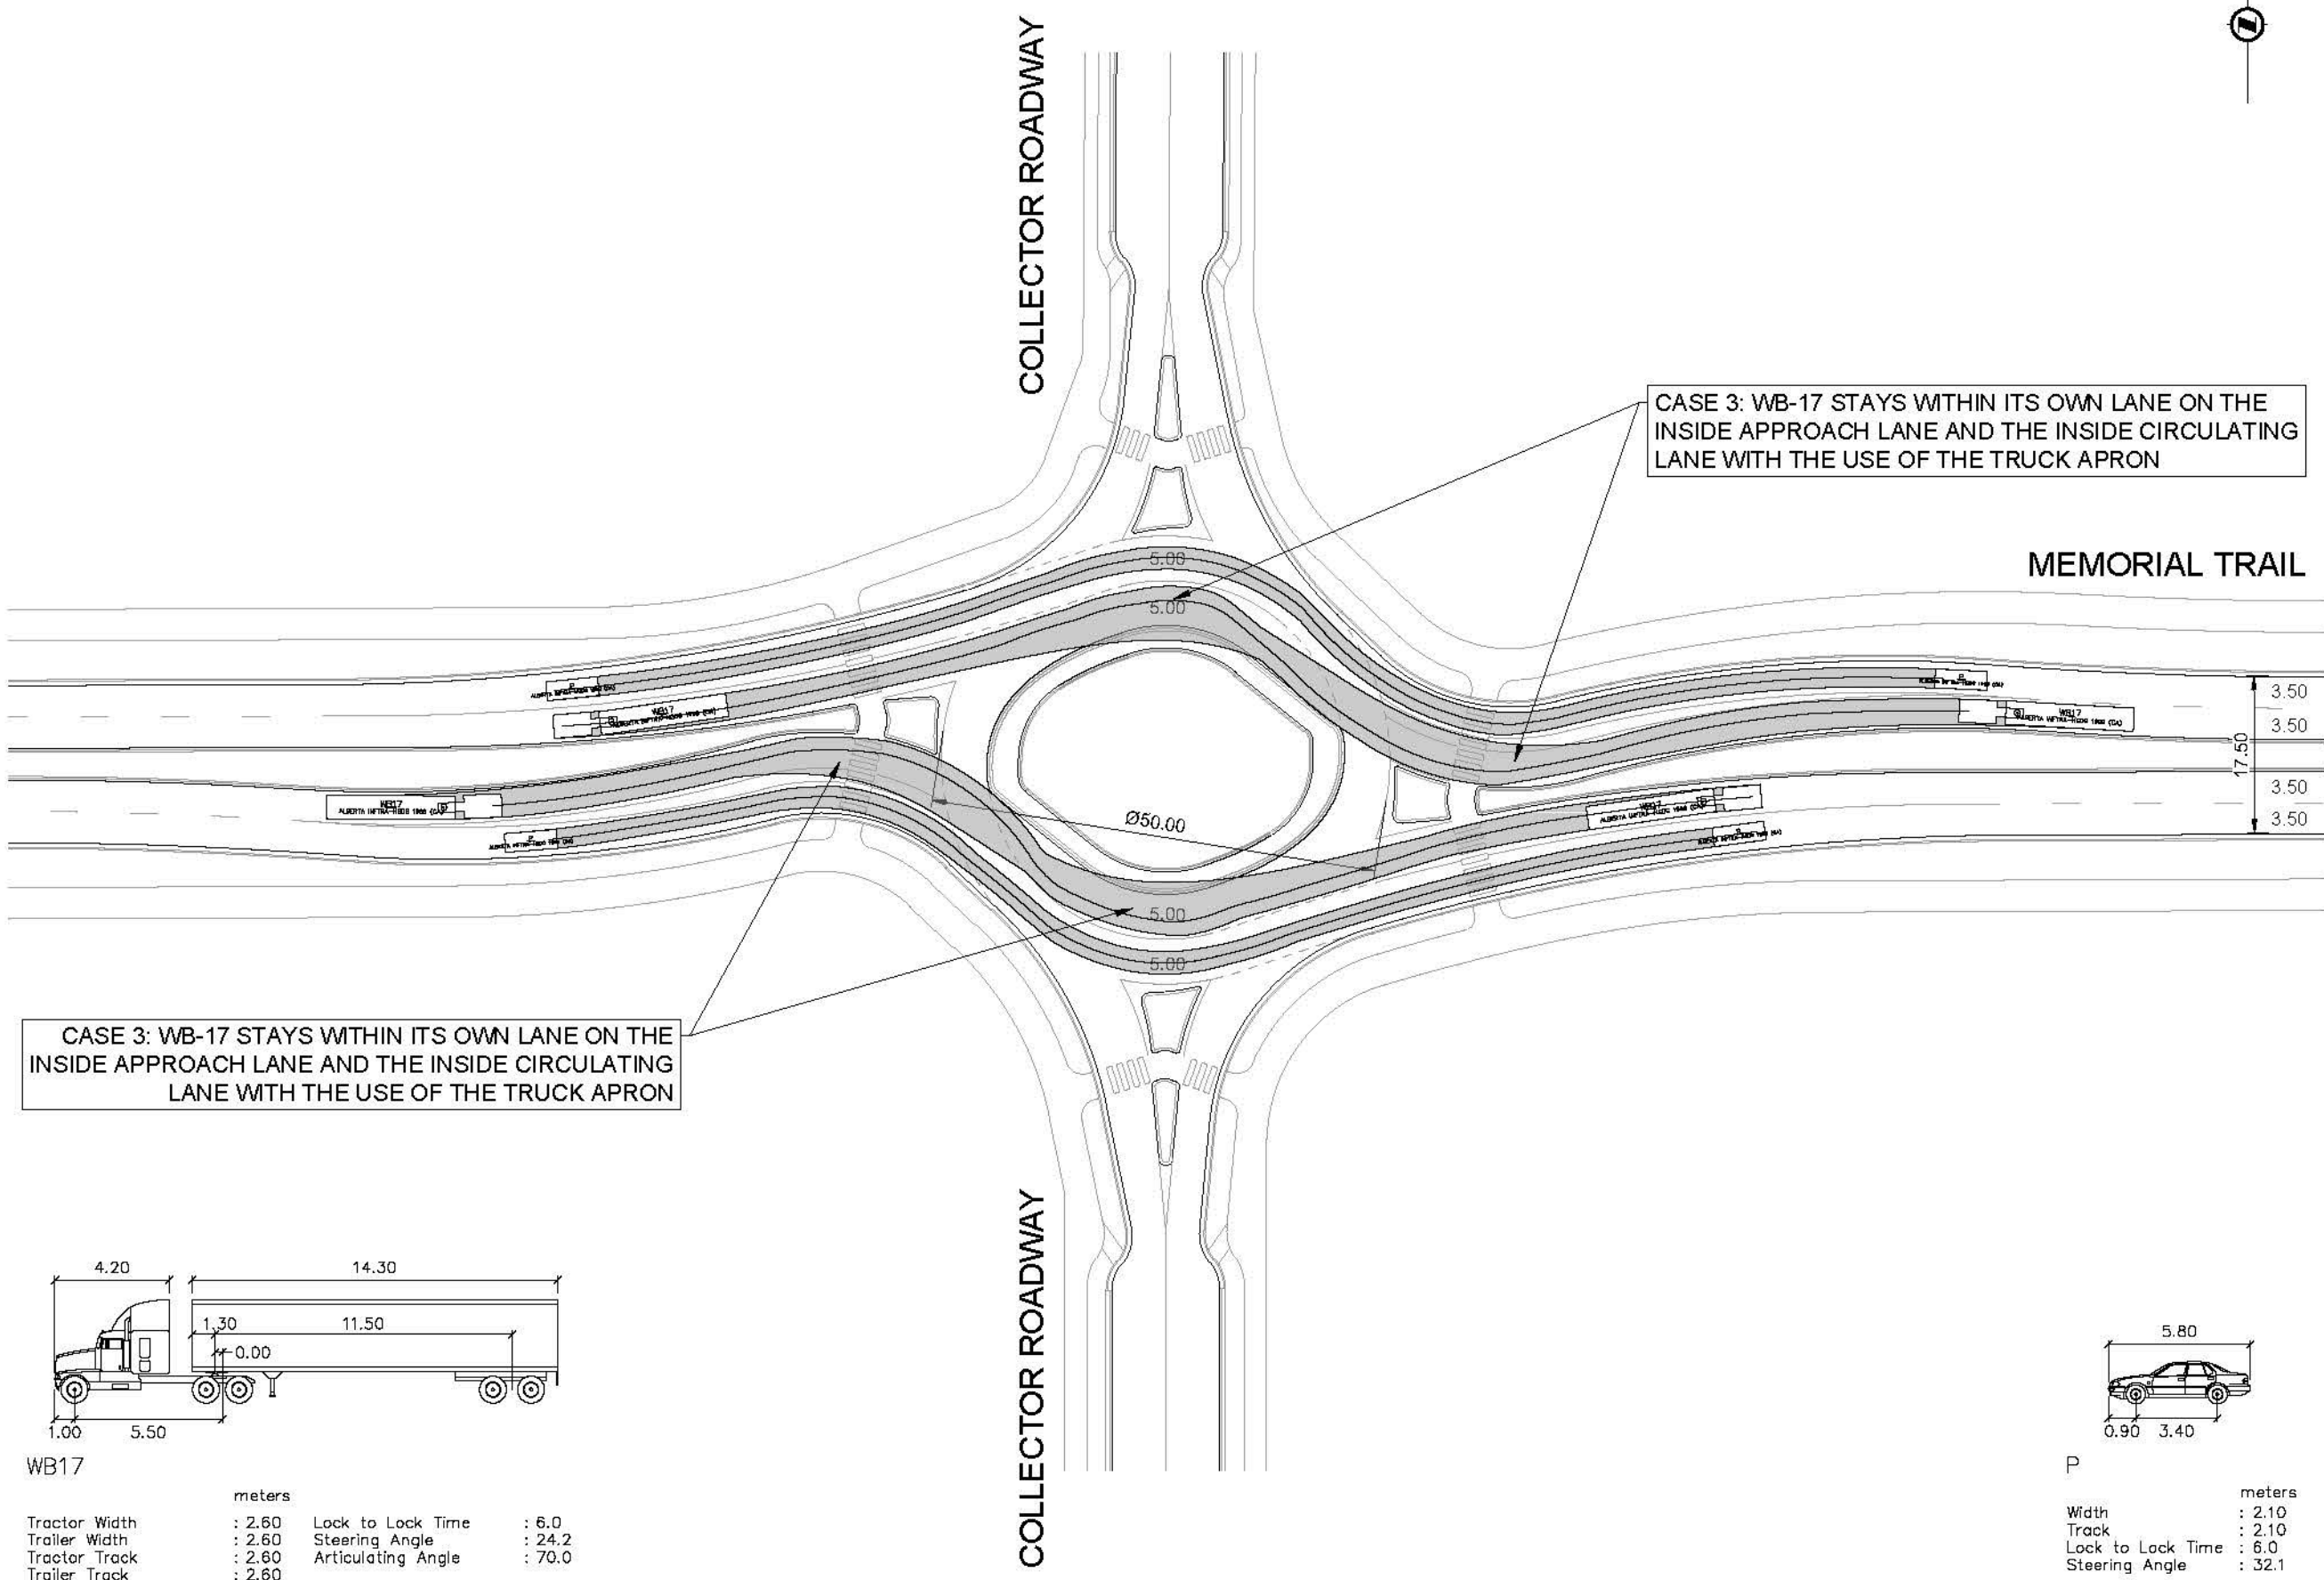 COLLECTOR ROADWAY
CASE 3: WB-17 STAYS WITHIN ITS OWN LANE ON THE
INSIDE APPROACH LANE AND THE INSIDE CIRCULATING
LANE WITH THE USE OF THE TRUCK APRON
MEMORIAL TRAIL
5.00
5.00
WB17
WB17
3.50
3.50
17.50
3.50
3.50
WB17
WB17
Ø50.00
5.00
5.00
CASE 3: WB-17 STAYS WITHIN ITS OWN LANE ON THE
INSIDE APPROACH LANE AND THE INSIDE CIRCULATING
LANE WITH THE USE OF THE TRUCK APRON
COLLECTOR ROADWAY
4.20
14.30
1.30
11.50
0.00
1.00
5.50
WB17
meters
Tractor Width : 2.60 Lock to Lock Time : 6.0
Trailer Width : 2.60 Steering Angle : 24.2
Tractor Track : 2.60 Articulating Angle : 70.0
Trailer Track : 2.60
5.80
0.90
3.40
P
meters
Width : 2.10
Track : 2.10
Lock to Lock Time : 6.0
Steering Angle : 32.1